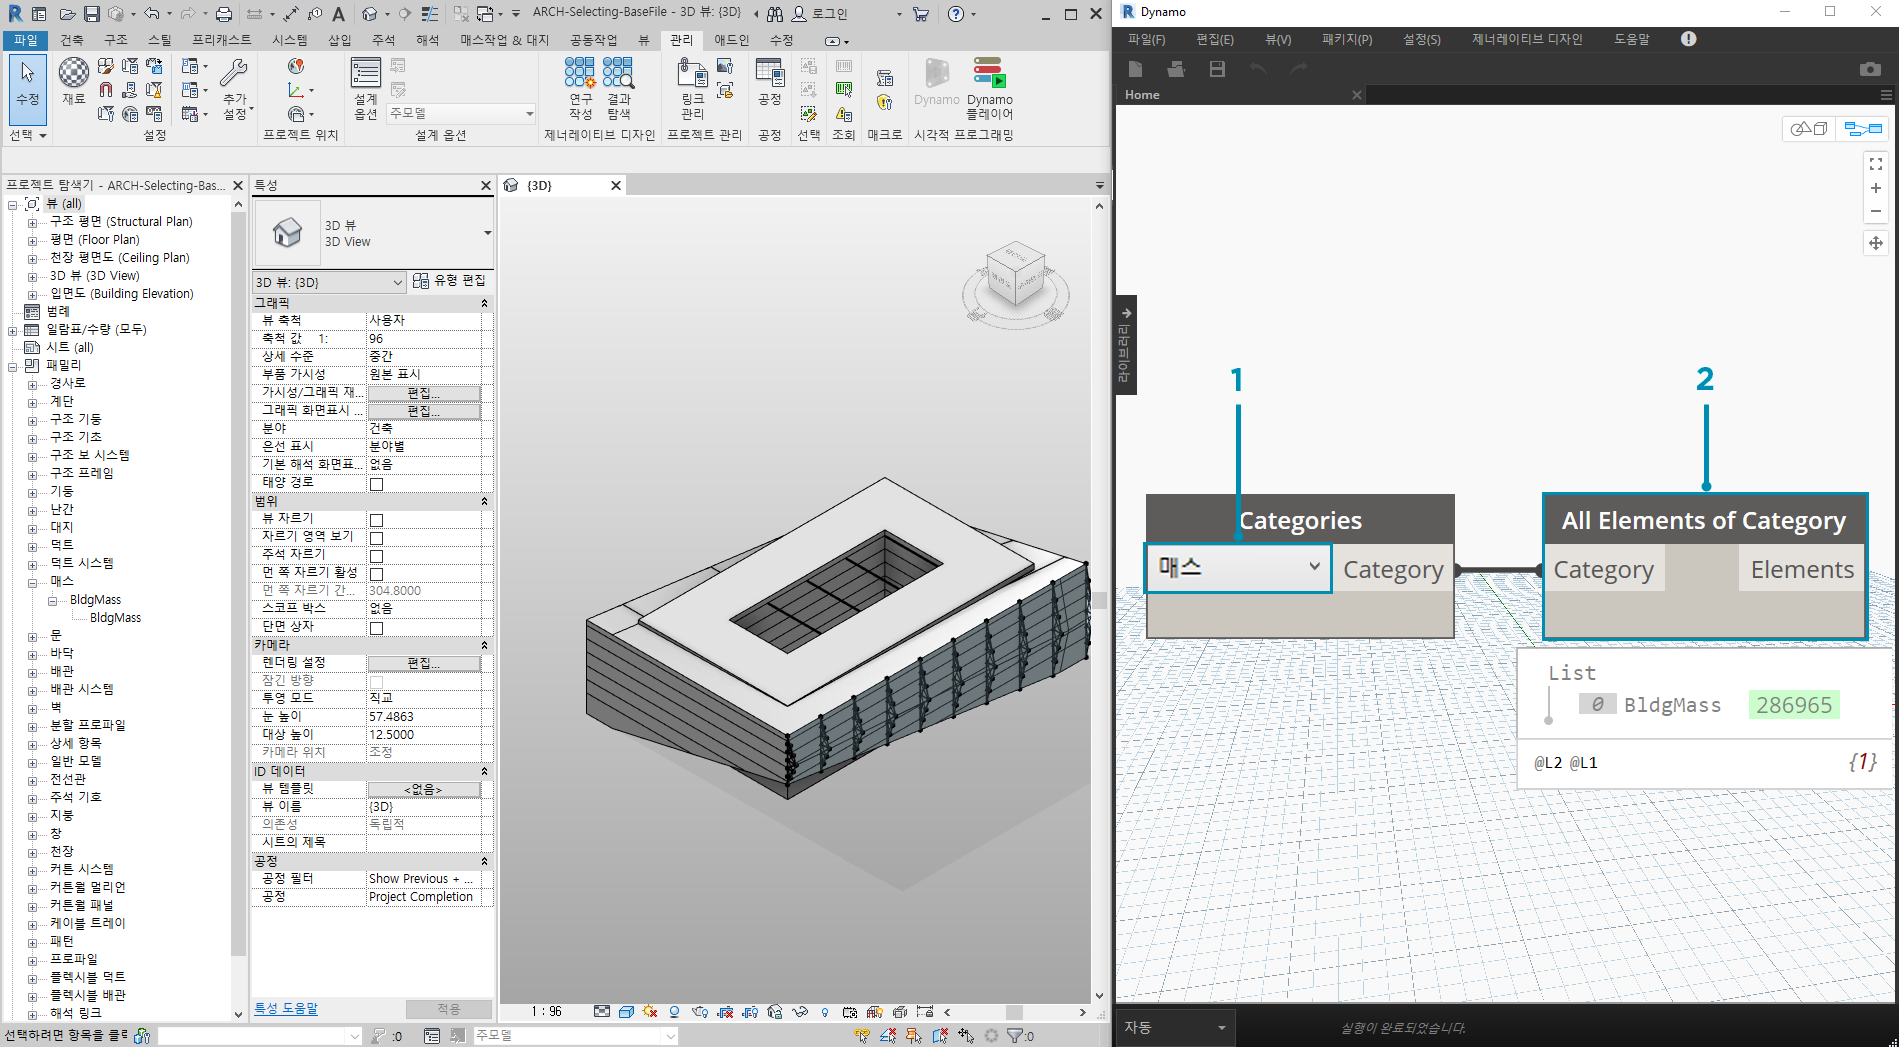 ARCH-Selecting-BaseFile - 3D 뷰: {3D}
로그인
파일 건축 구조 스틸 프리캐스트 시스템 삽입 주석 해석 매스작업 & 대지 공동작업 뷰 관리 애드인 수정
수정
재료
추가
설정
설계
옵션
주모델
연구
작성
결과
탐색
링크
관리
공정
Dynamo
Dynamo
플레이어
선택
설정
프로젝트 위치
설계 옵션
제너레이티브 디자인
프로젝트 관리
공정
선택
조회
매크로
시각적 프로그래밍
프로젝트 탐색기 - ARCH-Selecting-Bas...
뷰 (all)
구조 평면 (Structural Plan)
평면 (Floor Plan)
천장 평면도 (Ceiling Plan)
3D 뷰 (3D View)
입면도 (Building Elevation)
범례
일람표/수량 (모두)
시트 (all)
패밀리
경사로
계단
구조 기둥
구조 기초
구조 보 시스템
구조 프레임
기둥
난간
대지
덕트
덕트 시스템
매스
BldgMass
BldgMass
문
바닥
배관
배관 시스템
벽
분할 프로파일
상세 항목
일반 모델
전선관
주석 기호
지붕
창
천장
커튼 시스템
커튼월 멀리언
커튼월 패널
케이블 트레이
패턴
프로파일
플렉시블 덕트
플렉시블 배관
해석 링크
특성
3D 뷰
3D View
3D 뷰: {3D}
유형 편집
그래픽
뷰 축척 사용자
축척 값 1: 96
상세 수준 중간
부품 가시성 원본 표시
가시성/그래픽 재... 편집...
그래픽 화면표시 ... 편집...
분야 건축
은선 표시 분야별
기본 해석 화면표... 없음
태양 경로
범위
뷰 자르기
자르기 영역 보기
주석 자르기
먼 쪽 자르기 활성
먼 쪽 자르기 간... 304.8000
스코프 박스 없음
단면 상자
카메라
렌더링 설정 편집...
잠긴 방향
투영 모드 직교
눈 높이 57.4863
대상 높이 12.5000
카메라 위치 조정
ID 데이터
뷰 템플릿 <없음>
뷰 이름 {3D}
의존성 독립적
시트의 제목
공정
공정 필터 Show Previous + ...
공정 Project Completion
특성 도움말
적용
{3D}
1 : 96
선택하려면 항목을 클릭
:0
주모델
:0
Dynamo
파일(F) 편집(E) 뷰(V) 패키지(P) 설정(S) 제너레이티브 디자인 도움말
Home
라이브러리
1
2
Categories
매스
Category
All Elements of Category
Category
Elements
List
0 BldgMass 286965
@L2 @L1
{1}
자동
실행이 완료되었습니다.